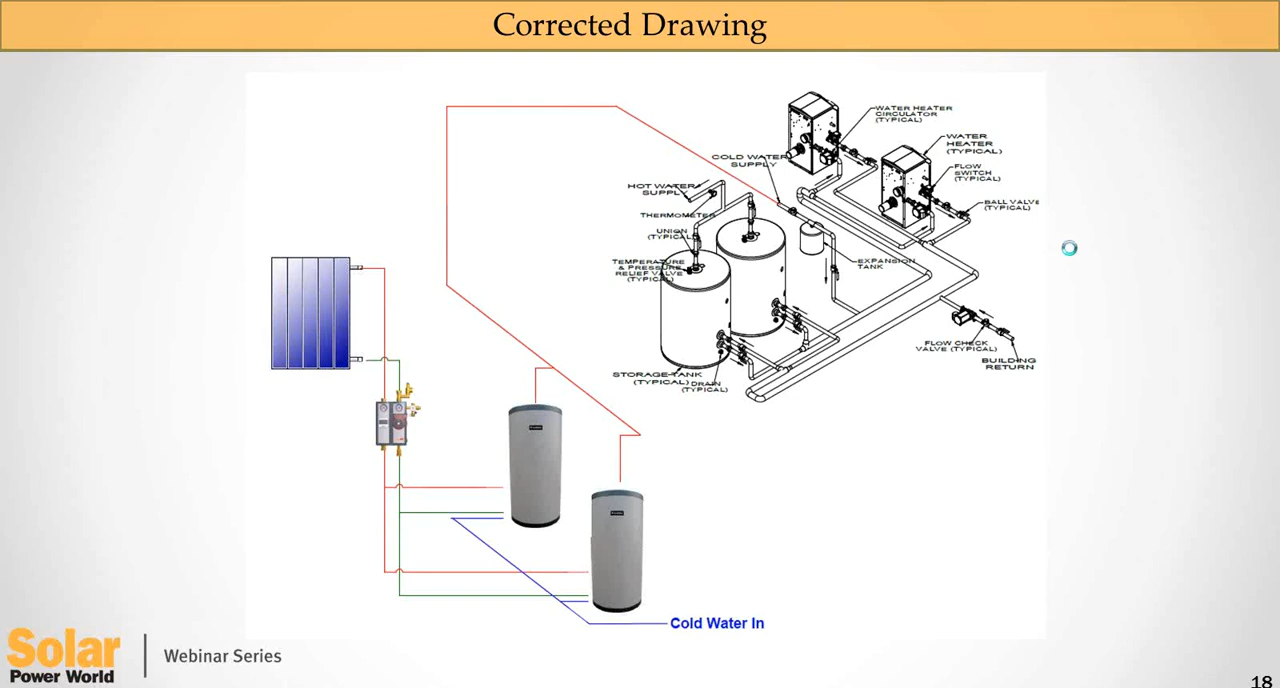 Corrected Drawing
WATER HEATER
CIRCULATOR
(TYPICAL)
WATER
HEATER
(TYPICAL)
COLD WATER
SUPPLY
FLOW
SWITCH
(TYPICAL)
HOT WATER
SUPPLY
BALL VALVE
(TYPICAL)
THERMOMETER
UNION
(TYPICAL)
TEMPERATURE
& PRESSURE
RELIEF VALVE
(TYPICAL)
EXPANSION
TANK
FLOW CHECK
VALVE (TYPICAL)
BUILDING
RETURN
STORAGE TANK
(TYPICAL)
DRAIN
(TYPICAL)
Cold Water In
Solar
Power World
Webinar Series
18